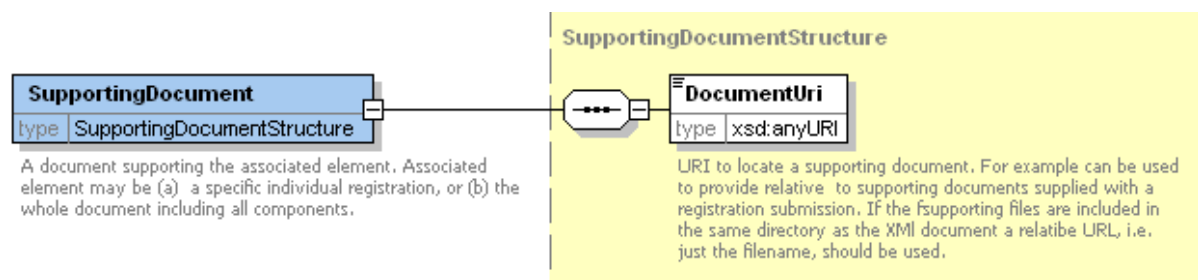 SupportingDocumentStructure
SupportingDocument
type SupportingDocumentStructure
A document supporting the associated element. Associated
element may be (a) a specific individual registration, or (b) the
whole document including all components.
DocumentUri
type xsd:anyURI
URI to locate a supporting document. For example can be used
to provide relative to supporting documents supplied with a
registration submission. If the fsupporting files are included in
the same directory as the XMl document a relatibe URL, i.e.
just the filename, should be used.